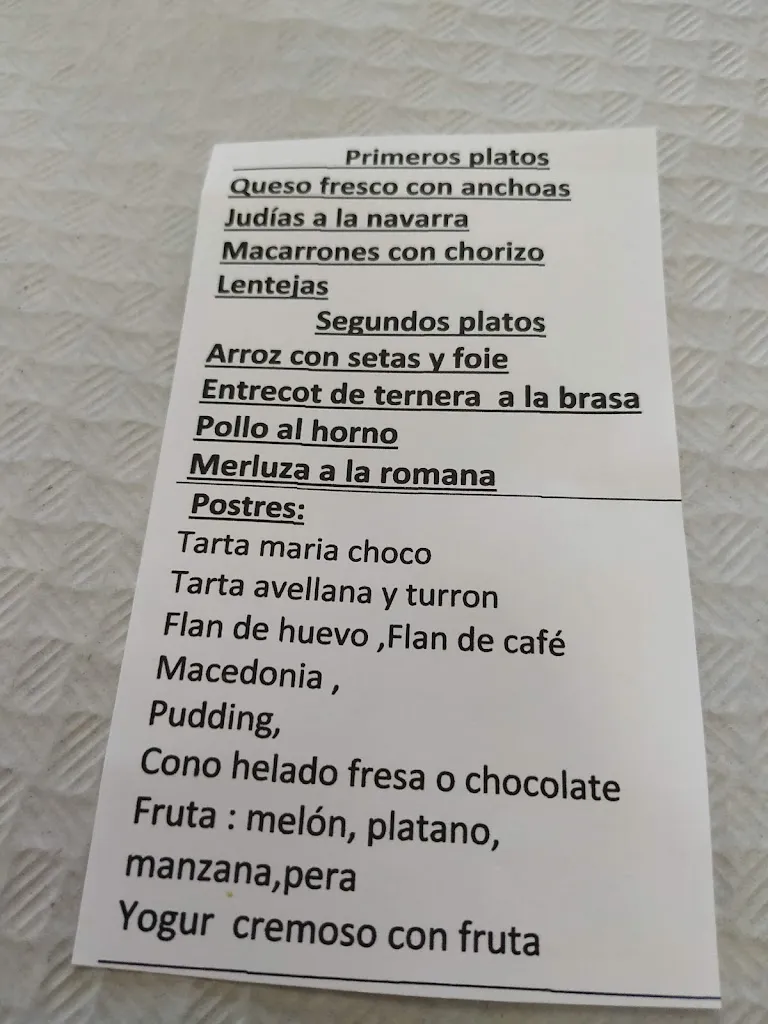 Primeros platos
Queso fresco con anchoas
Judías a la navarra
Macarrones con chorizo
Lentejas
Segundos platos
Arroz con setas y foie
Entrecot de ternera  a la brasa
Pollo al horno
Merluza a la romana
Postres:
Tarta maria choco
Tarta avellana y turron
Flan de huevo ,Flan de café
Macedonia ,
Pudding,
Cono helado fresa o chocolate
Fruta : melón, platano,
manzana,pera
Yogur  cremoso con fruta